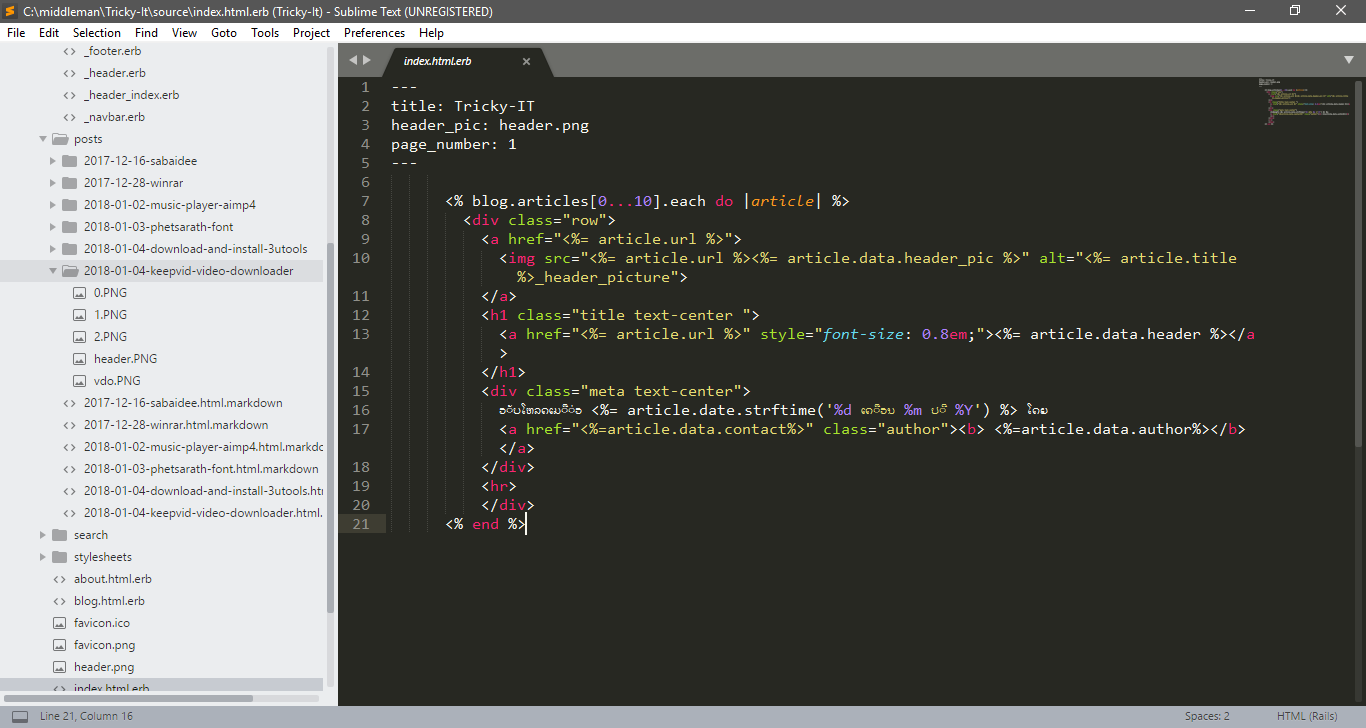 C:\middleman\Tricky-It\source\index.html.erb (Tricky-It) - Sublime Text (UNREGISTERED)
File Edit Selection Find View Goto Tools Project Preferences Help
_footer.erb
_header.erb
_header_index.erb
_navbar.erb
posts
2017-12-16-sabaidee
2017-12-28-winrar
2018-01-02-music-player-aimp4
2018-01-03-phetsarath-font
2018-01-04-download-and-install-3utools
2018-01-04-keepvid-video-downloader
0.PNG
1.PNG
2.PNG
header.PNG
vdo.PNG
2017-12-16-sabaidee.html.markdown
2017-12-28-winrar.html.markdown
2018-01-02-music-player-aimp4.html.markdc
2018-01-03-phetsarath-font.html.markdown
2018-01-04-download-and-install-3utools.htr
2018-01-04-keepvid-video-downloader.html.
search
stylesheets
about.html.erb
blog.html.erb
favicon.ico
favicon.png
header.png
index.html.erb
index.html.erb
1 ---
2 title: Tricky-IT
3 header_pic: header.png
4 page_number: 1
5 ---
6
7 <% blog.articles[0...10].each do |article| %>
8 <div class="row">
9 <a href="<%= article.url %>">
10 <img src="<%= article.url %><%= article.data.header_pic %>" alt="<%= article.title
%>_header_picture">
11 </a>
12 <h1 class="title text-center ">
13 <a href="<%= article.url %>" style="font-size: 0.8em;"><%= article.data.header %></a
>
14 </h1>
15 <div class="meta text-center">
16 <%= article.date.strftime('%d ເດືອນ %m ປີ %Y') %> ໂດຍ
17 <a href="<%=article.data.contact%>" class="author"><b> <%=article.data.author%></b>
</a>
18 </div>
19 <hr>
20 </div>
21 <% end %>
Line 21, Column 16
Spaces: 2
HTML (Rails)